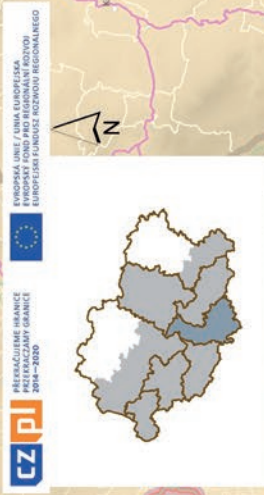 CZ pl
PŘEKRAČUJEME HRANICE
PRZEKRACZAMY GRANICE
2014—2020
EVROPSKÁ UNIE / UNIA EUROPEJSKA
EVROPSKÝ FOND PRO REGIONÁLNÍ ROZVOJ
EUROPEJSKI FUNDUSZ ROZWOJU REGIONALNEGO
N